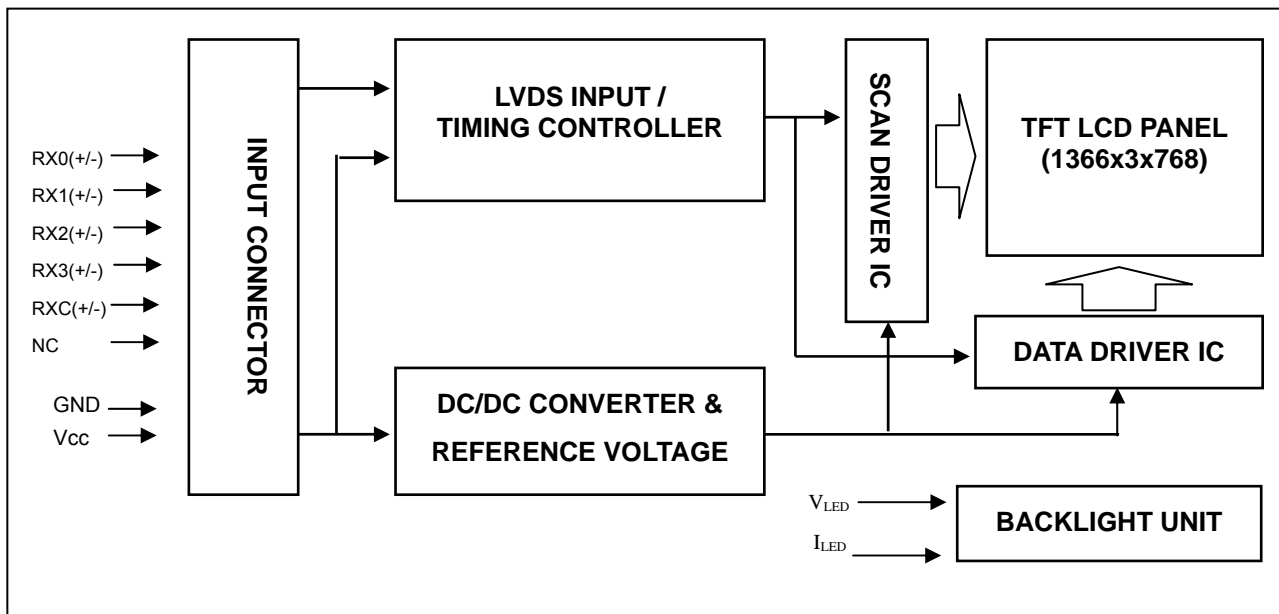 RX0(+/-)
RX1(+/-)
RX2(+/-)
RX3(+/-)
RXC(+/-)
NC
GND
Vcc
INPUT CONNECTOR
LVDS INPUT /
TIMING CONTROLLER
DC/DC CONVERTER &
REFERENCE VOLTAGE
SCAN DRIVER IC
TFT LCD PANEL
(1366x3x768)
DATA DRIVER IC
VLED
ILED
BACKLIGHT UNIT